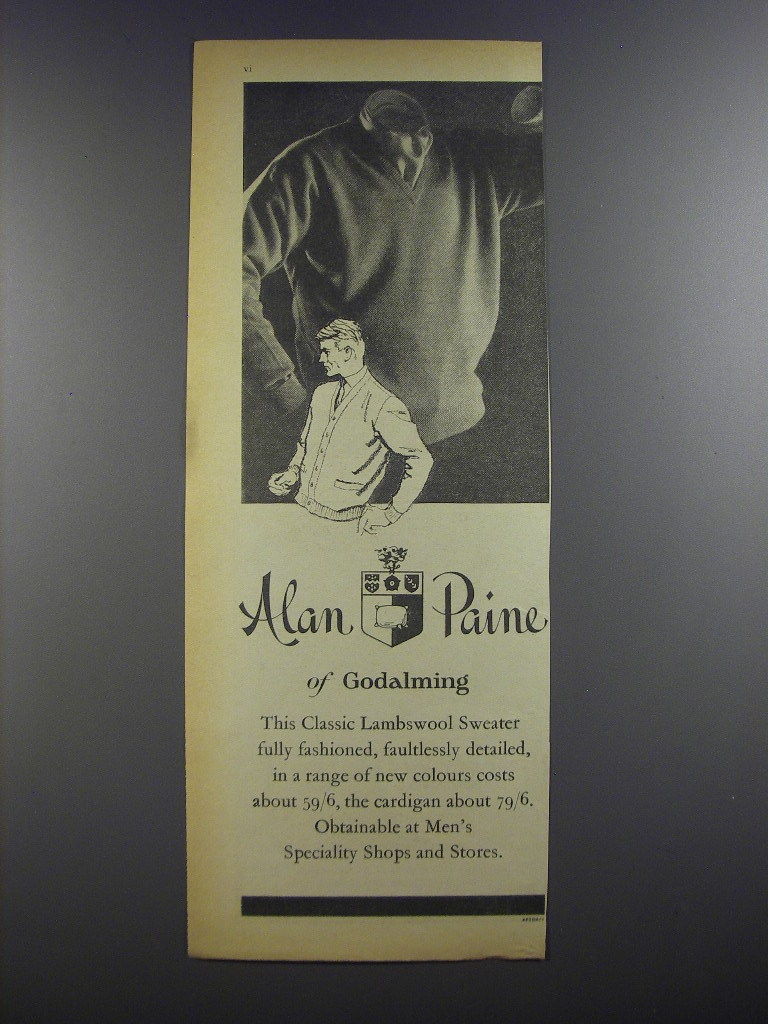 vi
Alan Paine
of Godalming
This Classic Lambswool Sweater
fully fashioned, faultlessly detailed,
in a range of new colours costs
about 59/6, the cardigan about 79/6.
Obtainable at Men's
Speciality Shops and Stores.